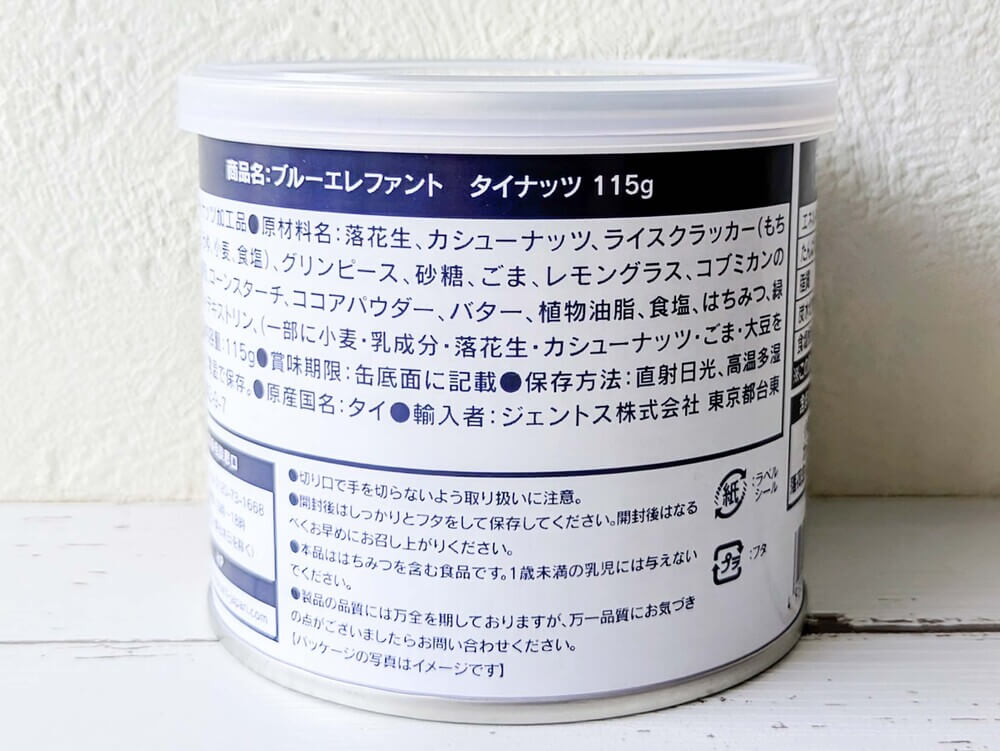 商品名:ブルーエレファント タイナッツ 115g
ナッツ加工品●原材料名:落花生、カシューナッツ、ライスクラッカー(もち
小麦、食塩)、グリンピース、砂糖、ごま、レモングラス、コブミカンの
コーンスターチ、ココアパウダー、バター、植物油脂、食塩、はちみつ、緑
デキストリン、(一部に小麦・乳成分・落花生・カシューナッツ・ごま・大豆を
容量:115g●賞味期限:缶底面に記載●保存方法:直射日光、高温多湿
で保存。●原産国名:タイ●輸入者:ジェントス株式会社 東京都台東
-9-7
●切り口で手を切らないよう取り扱いに注意。
●開封後はしっかりとフタをして保存してください。開封後はなる
べくお早めにお召し上がりください。
●本品ははちみつを含む食品です。1歳未満の乳児には与えない
でください。
●製品の品質には万全を期しておりますが、万一品質にお気づき
の点がございましたらお問い合わせください。
【パッケージの写真はイメージです】
紙
:ラベル
シール
プラ
:フタ
-73-1668
-18時
japan.com